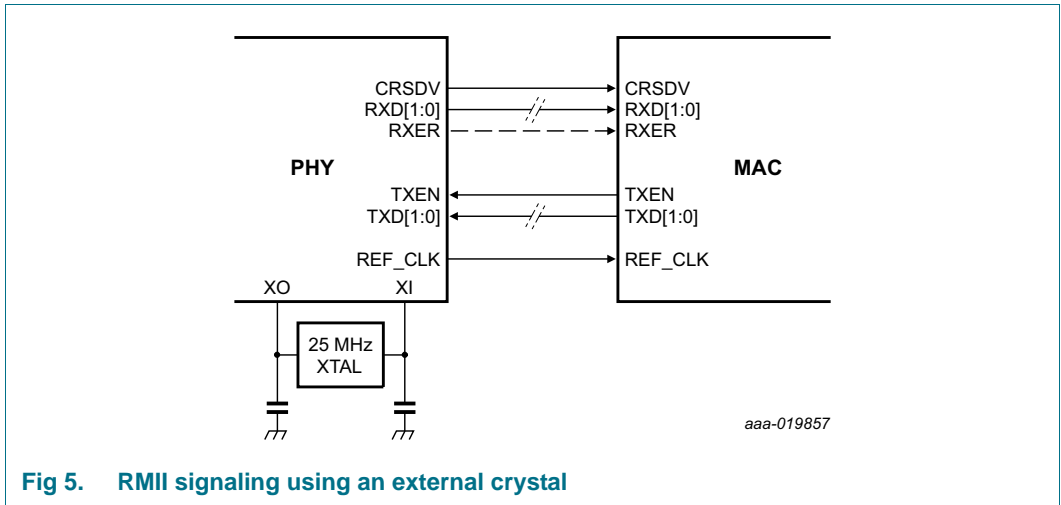 CRSDV
RXD[1:0]
RXER
CRSDV
RXD[1:0]
RXER
PHY
MAC
TXEN
TXD[1:0]
TXEN
TXD[1:0]
REF_CLK
REF_CLK
XO
XI
25 MHz
XTAL
aaa-019857
Fig 5. RMII signaling using an external crystal